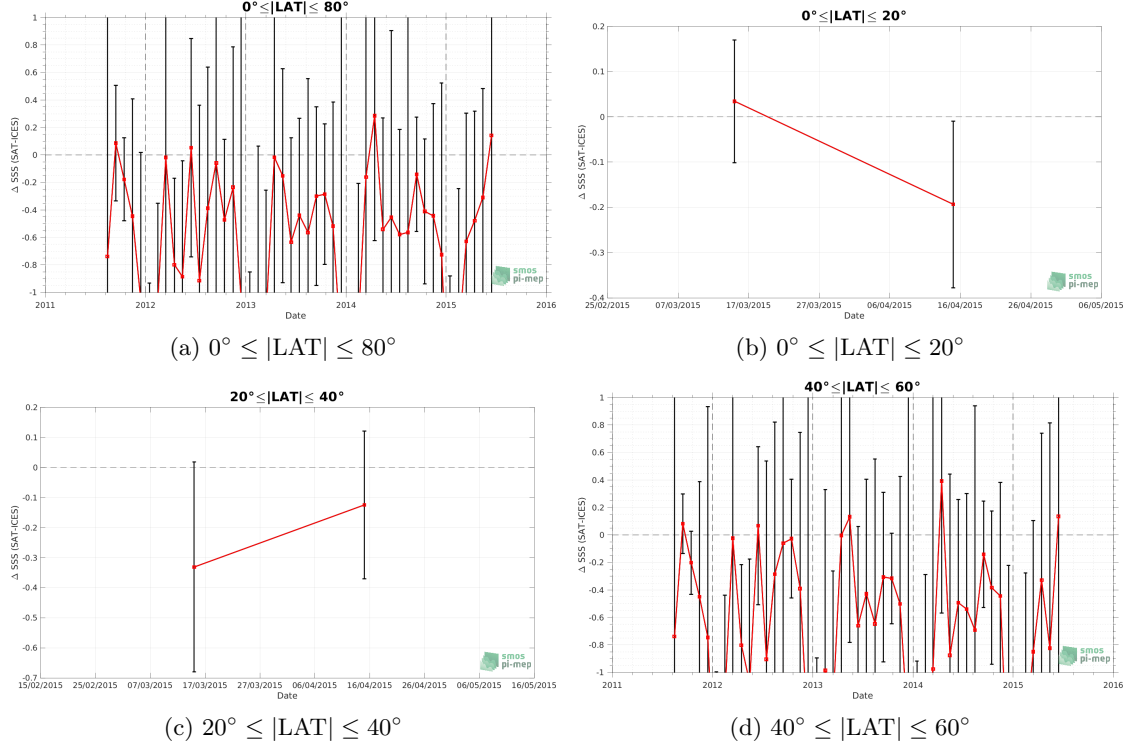 0°≤|LAT|≤ 80°
1
0.8
0.6
0.4
0.2
0
-0.2
-0.4
-0.6
-0.8
-1
Δ SSS (SAT-ICES)
2011 2012 2013 2014 2015 2016
Date
smos
pi-mep
(a) 0° ≤ |LAT| ≤ 80°
0°≤|LAT|≤ 20°
0.2
0.1
0
-0.1
-0.2
-0.3
-0.4
Δ SSS (SAT-ICES)
25/02/2015 07/03/2015 17/03/2015 27/03/2015 06/04/2015 16/04/2015 26/04/2015 06/05/2015
Date
smos
pi-mep
(b) 0° ≤ |LAT| ≤ 20°
20°≤|LAT|≤ 40°
0.2
0.1
0
-0.1
-0.2
-0.3
-0.4
-0.5
-0.6
-0.7
Δ SSS (SAT-ICES)
15/02/2015 25/02/2015 07/03/2015 17/03/2015 27/03/2015 06/04/2015 16/04/2015 26/04/2015 06/05/2015 16/05/2015
Date
smos
pi-mep
(c) 20° ≤ |LAT| ≤ 40°
40°≤|LAT|≤ 60°
1
0.8
0.6
0.4
0.2
0
-0.2
-0.4
-0.6
-0.8
-1
Δ SSS (SAT-ICES)
2011 2012 2013 2014 2015 2016
Date
smos
pi-mep
(d) 40° ≤ |LAT| ≤ 60°